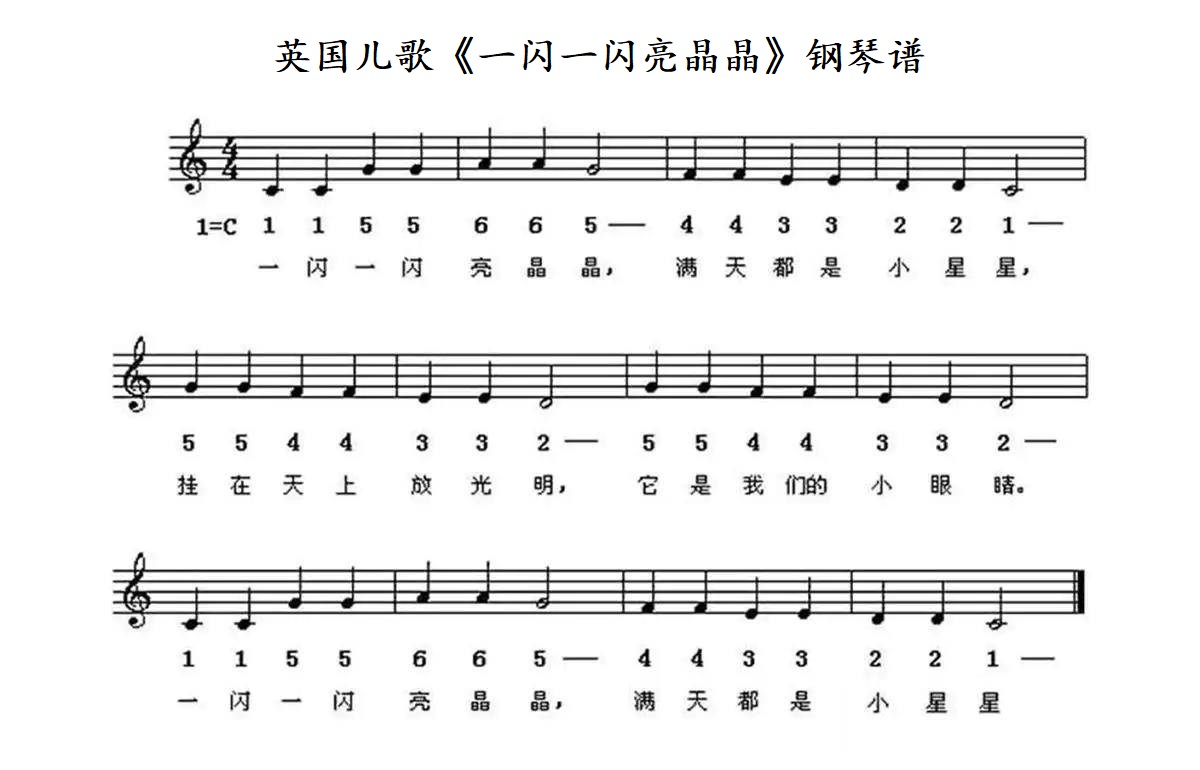 英国儿歌《一闪一闪亮晶晶》钢琴谱
4
4
1=C 1 1 5 5 6 6 5 — 4 4 3 3 2 2 1 —
一 闪 一 闪 亮 晶 晶， 满 天 都 是 小 星 星，
5 5 4 4 3 3 2 — 5 5 4 4 3 3 2 —
挂 在 天 上 放 光 明， 它 是 我 们的 小 眼 睛。
1 1 5 5 6 6 5 — 4 4 3 3 2 2 1 —
一 闪 一 闪 亮 晶 晶， 满 天 都 是 小 星 星